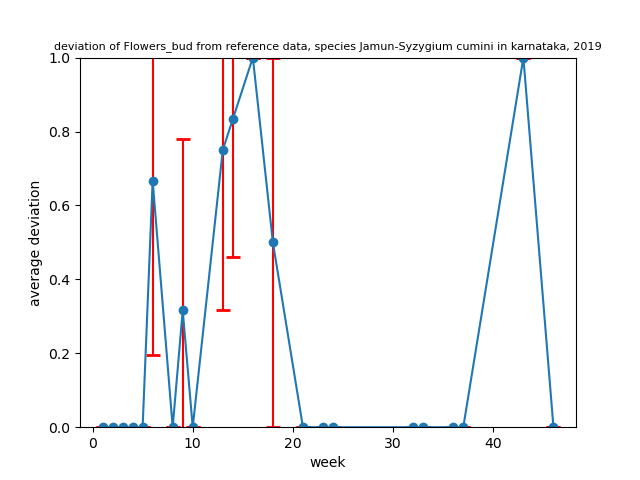 deviation of Flowers_bud from reference data, species Jamun-Syzygium cumini in karnataka, 2019
1.0
0.8
0.6
0.4
0.2
0.0
average deviation
0 10 20 30 40
week